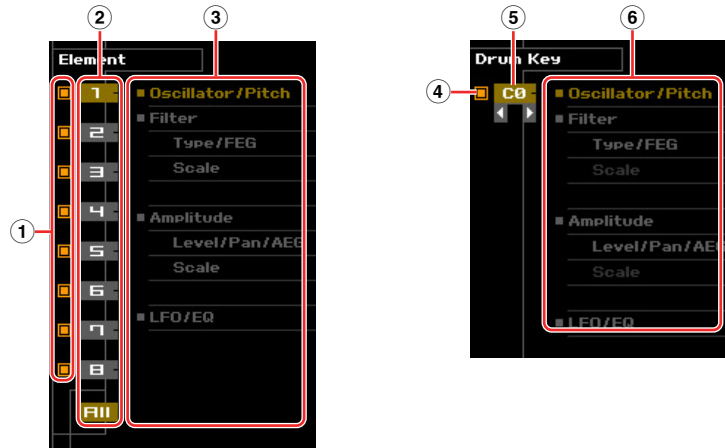 2
3
5
6
Element
1 Oscillator/Pitch
2 Filter
Type/FEG
3 Scale
4 Amplitude
Level/Pan/AEG
5
Scale
6
LFO/EQ
7
8
All
1
Drum Key
4
C0 Oscillator/Pitch
Filter
Type/FEG
Scale
Amplitude
Level/Pan/AE
Scale
LFO/EQ